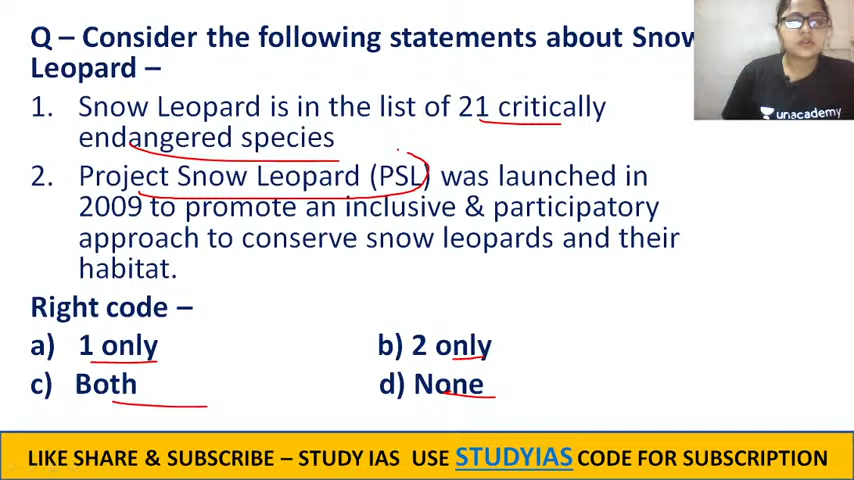 Q – Consider the following statements about Snow
Leopard –
1. Snow Leopard is in the list of 21 critically
endangered species
2. Project Snow Leopard (PSL) was launched in
2009 to promote an inclusive & participatory
approach to conserve snow leopards and their
habitat.
Right code –
a) 1 only b) 2 only
c) Both d) None
unacademy
LIKE SHARE & SUBSCRIBE – STUDY IAS USE STUDYIAS CODE FOR SUBSCRIPTION